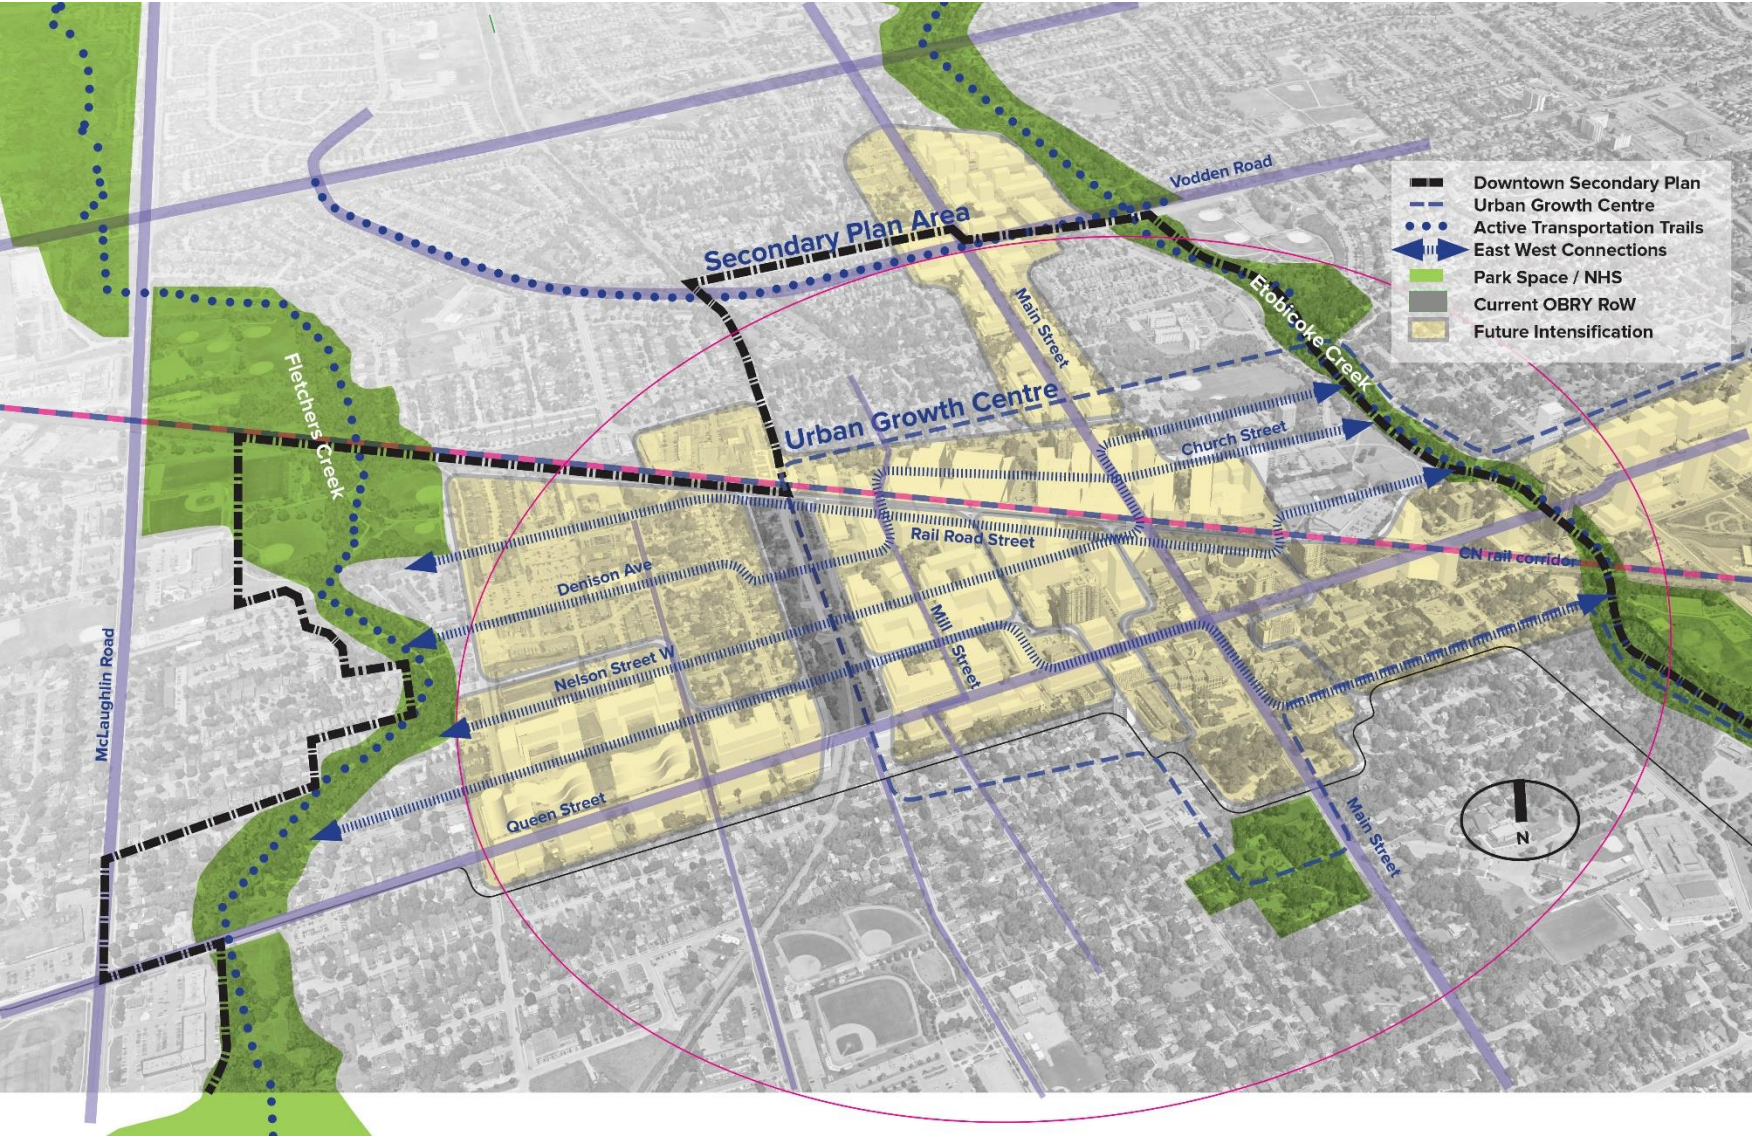 Vodden Road
Downtown Secondary Plan
Urban Growth Centre
Active Transportation Trails
East West Connections
Park Space / NHS
Current OBRY RoW
Future Intensification
Secondary Plan Area
Main Street
Etobicoke Creek
Fletchers Creek
Urban Growth Centre
Church Street
Rail Road Street
CN rail corridor
Denison Ave
Mill Street
Nelson Street W
McLaughlin Road
Queen Street
Main Street
N